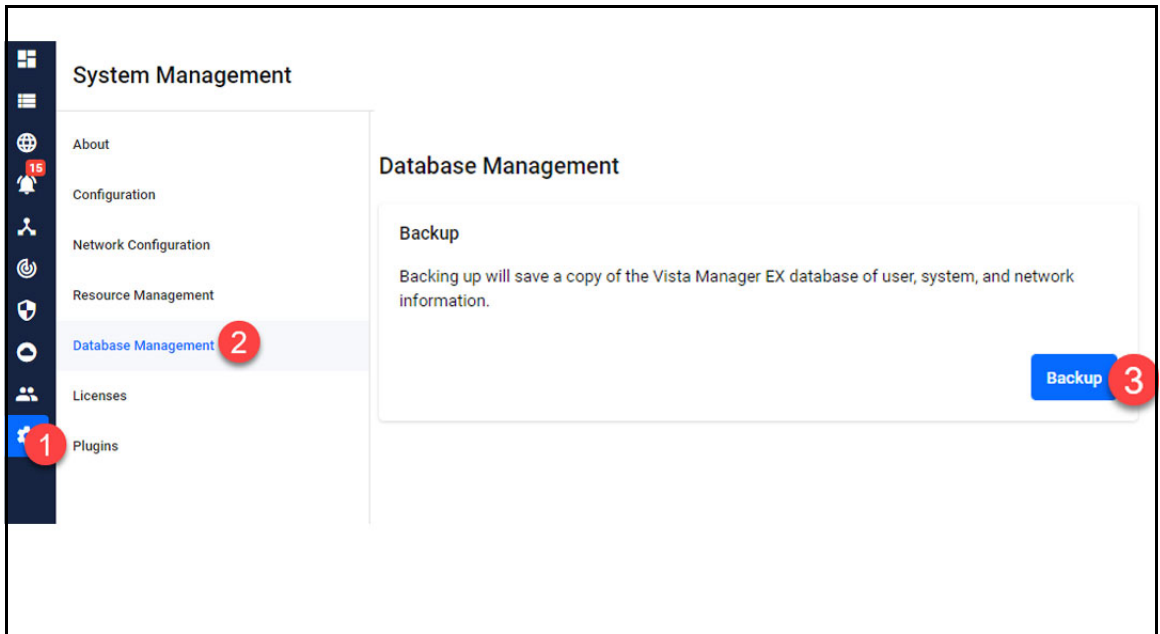 System Management
15
About
Configuration
Network Configuration
Resource Management
Database Management 2
Licenses
1
Plugins
Database Management
Backup
Backing up will save a copy of the Vista Manager EX database of user, system, and network
information.
Backup 3